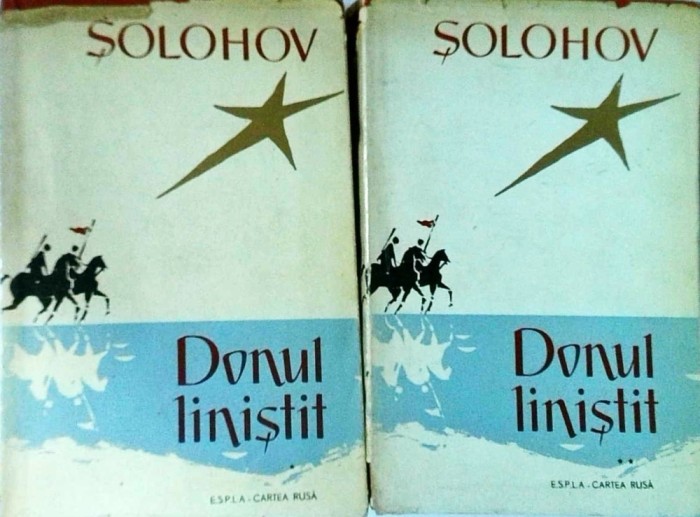 ŞOLOHOV
Donul
liniştit
*
E.S.P.L.A - CARTEA RUSĂ
ŞOLOHOV
Donul
liniştit
**
E.S.P.L.A - CARTEA RUSĂ